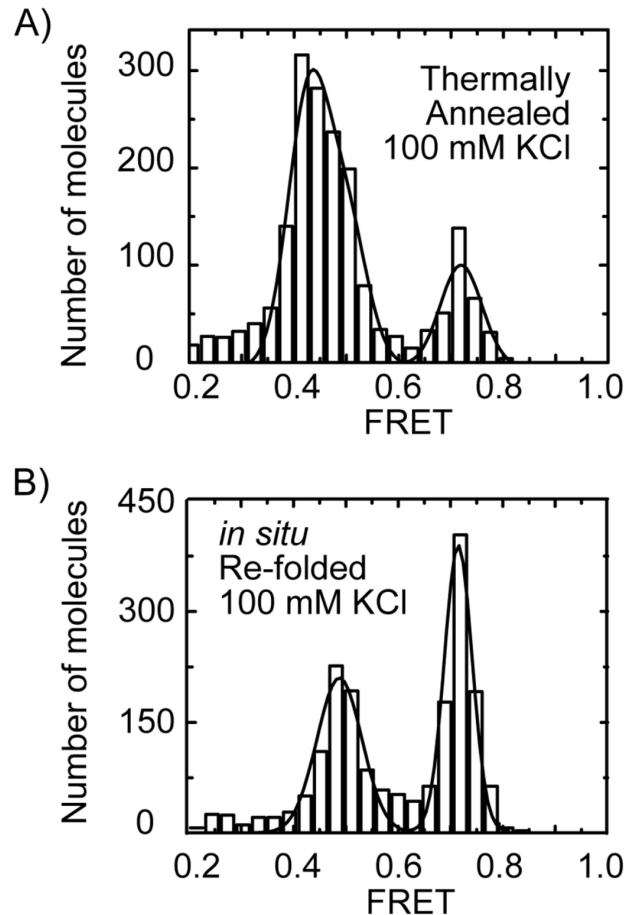 A)
Number of molecules
300
200
100
0
Thermally
Annealed
100 mM KCl
0.2 0.4 0.6 0.8 1.0
FRET
B)
Number of molecules
450
300
150
0
in situ
Re-folded
100 mM KCl
0.2 0.4 0.6 0.8 1.0
FRET